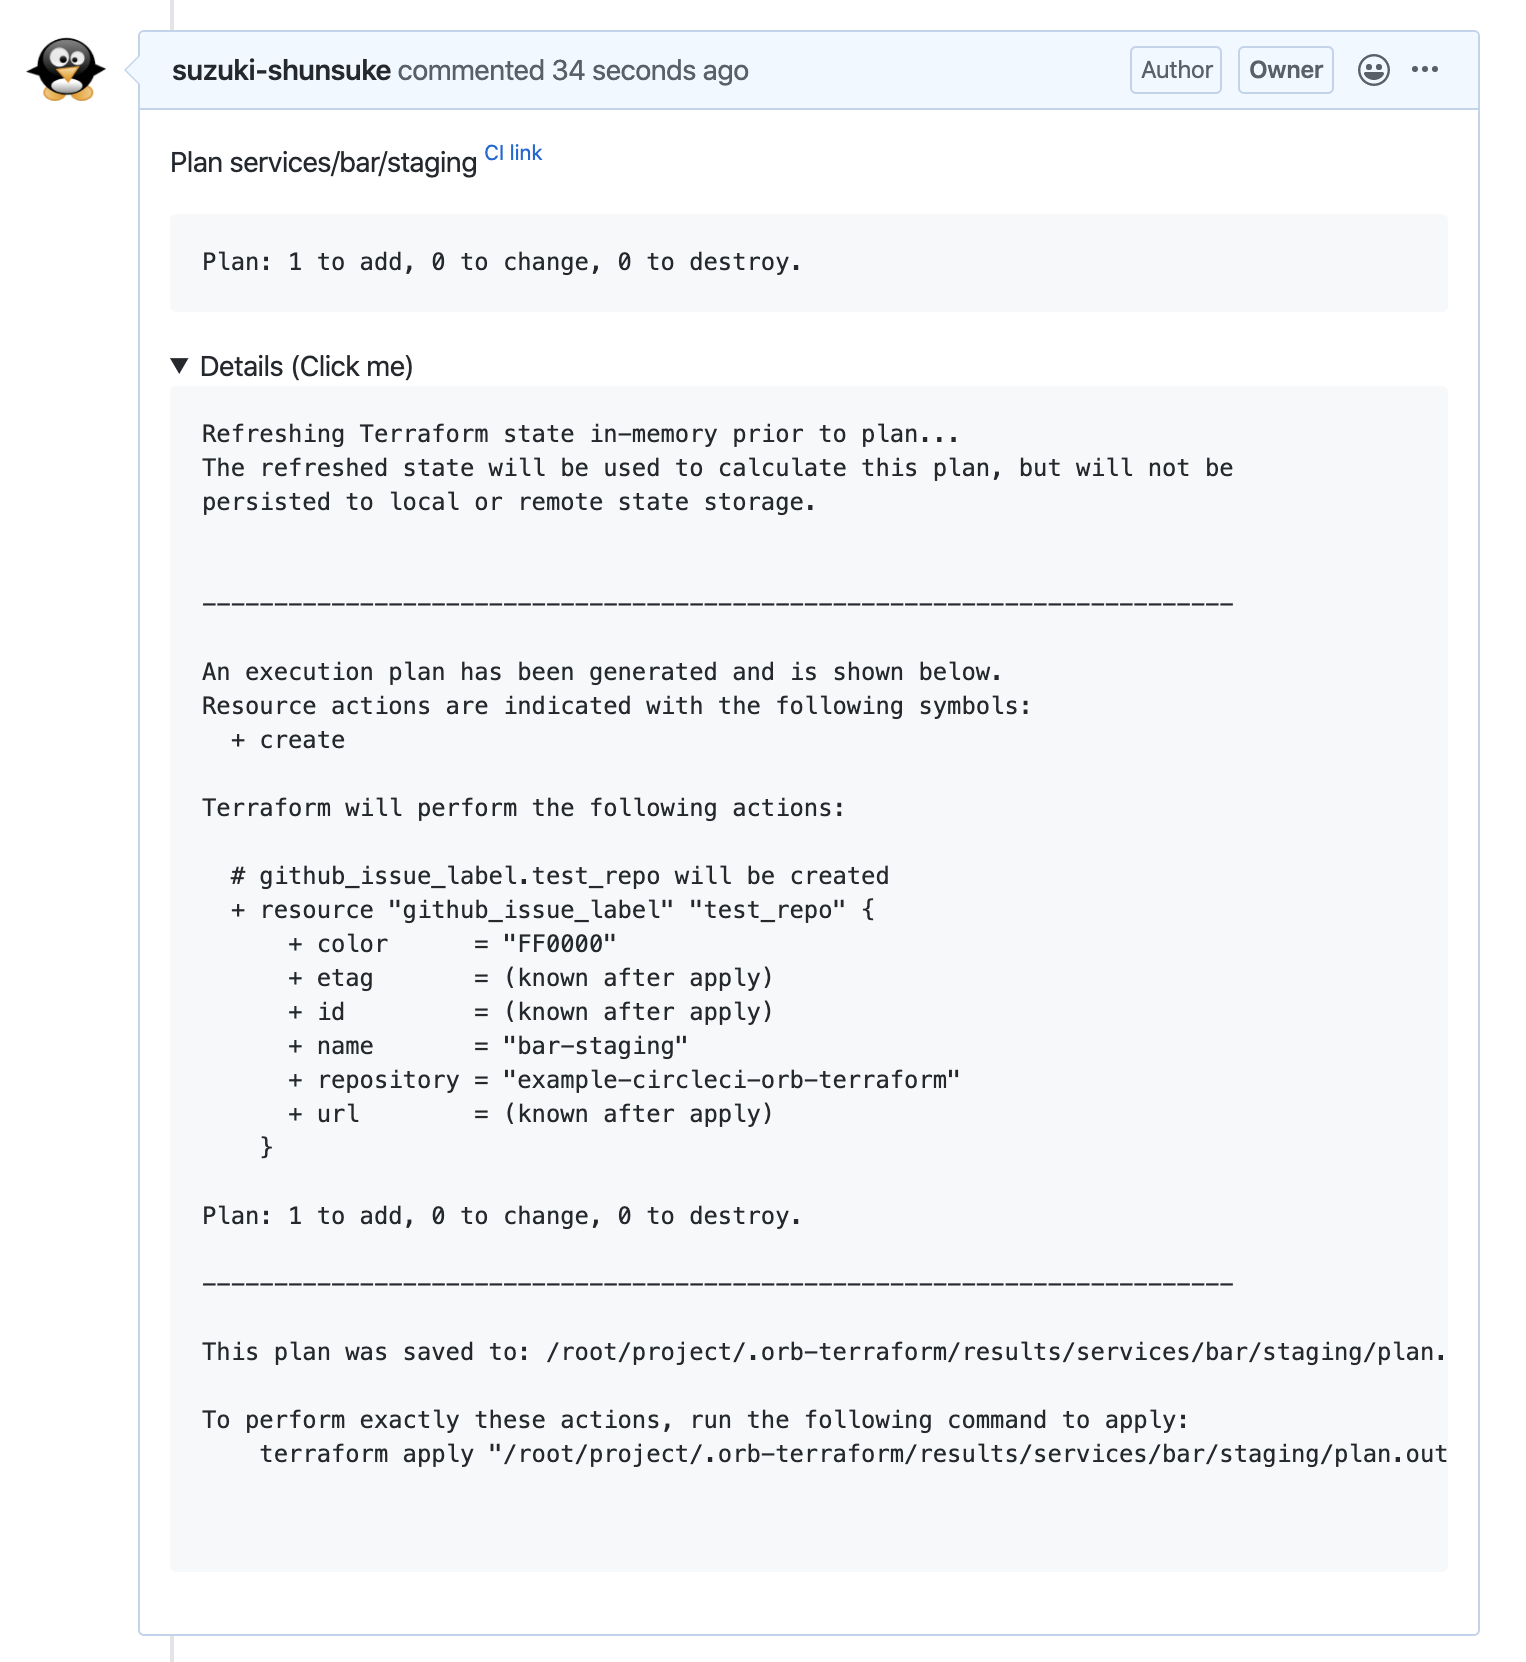 suzuki-shunsuke commented 34 seconds ago Author Owner
Plan services/bar/staging CI link
Plan: 1 to add, 0 to change, 0 to destroy.
▼ Details (Click me)
Refreshing Terraform state in-memory prior to plan...
The refreshed state will be used to calculate this plan, but will not be
persisted to local or remote state storage.
------------------------------------------------------------------------
An execution plan has been generated and is shown below.
Resource actions are indicated with the following symbols:
  + create
Terraform will perform the following actions:
  # github_issue_label.test_repo will be created
  + resource "github_issue_label" "test_repo" {
      + color      = "FF0000"
      + etag       = (known after apply)
      + id         = (known after apply)
      + name       = "bar-staging"
      + repository = "example-circleci-orb-terraform"
      + url        = (known after apply)
    }
Plan: 1 to add, 0 to change, 0 to destroy.
------------------------------------------------------------------------
This plan was saved to: /root/project/.orb-terraform/results/services/bar/staging/plan.
To perform exactly these actions, run the following command to apply:
    terraform apply "/root/project/.orb-terraform/results/services/bar/staging/plan.out